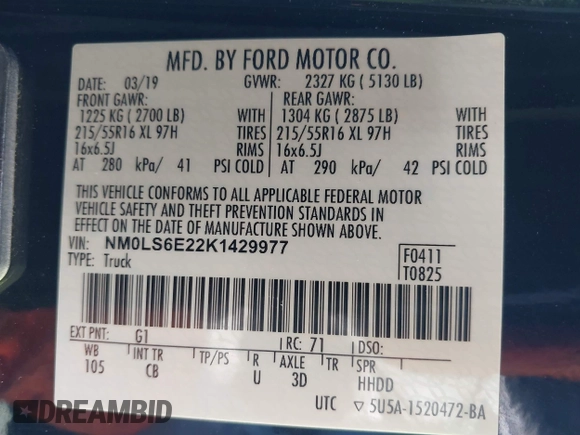 MFD. BY FORD MOTOR CO.
DATE: 03/19 GVWR: 2327 KG ( 5130 LB)
FRONT GAWR: REAR GAWR:
1225 KG ( 2700 LB) WITH 1304 KG ( 2875 LB) WITH
215/55R16 XL 97H TIRES 215/55R16 XL 97H TIRES
16x6.5J RIMS 16x6.5J RIMS
AT 280 kPa/ 41 PSI COLD AT 290 kPa/ 42 PSI COLD
THIS VEHICLE CONFORMS TO ALL APPLICABLE FEDERAL MOTOR
VEHICLE SAFETY AND THEFT PREVENTION STANDARDS IN
EFFECT ON THE DATE OF MANUFACTURE SHOWN ABOVE.
VIN: NM0LS6E22K1429977 F0411
TYPE: Truck T0825
EXT PNT: G1 RC: 71 DSO:
WB INT TR TP/PS R AXLE TR SPR
105 CB U 3D HHDD
UTC ▽ 5U5A-1520472-BA
DREAMBID